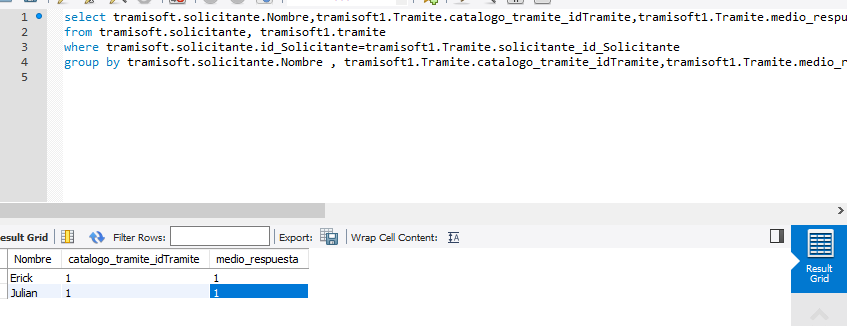 1 select tramisoft.solicitante.Nombre,tramisoft1.Tramite.catalogo_tramite_idTramite,tramisoft1.Tramite.medio_respu
2 from tramisoft.solicitante, tramisoft1.tramite
3 where tramisoft.solicitante.id_Solicitante=tramisoft1.Tramite.solicitante_id_Solicitante
4 group by tramisoft.solicitante.Nombre , tramisoft1.Tramite.catalogo_tramite_idTramite,tramisoft1.Tramite.medio_r
5
esult Grid Filter Rows: Export: Wrap Cell Content: IA
Nombre catalogo_tramite_idTramite medio_respuesta
Erick 1 1
Julian 1 1
Result
Grid